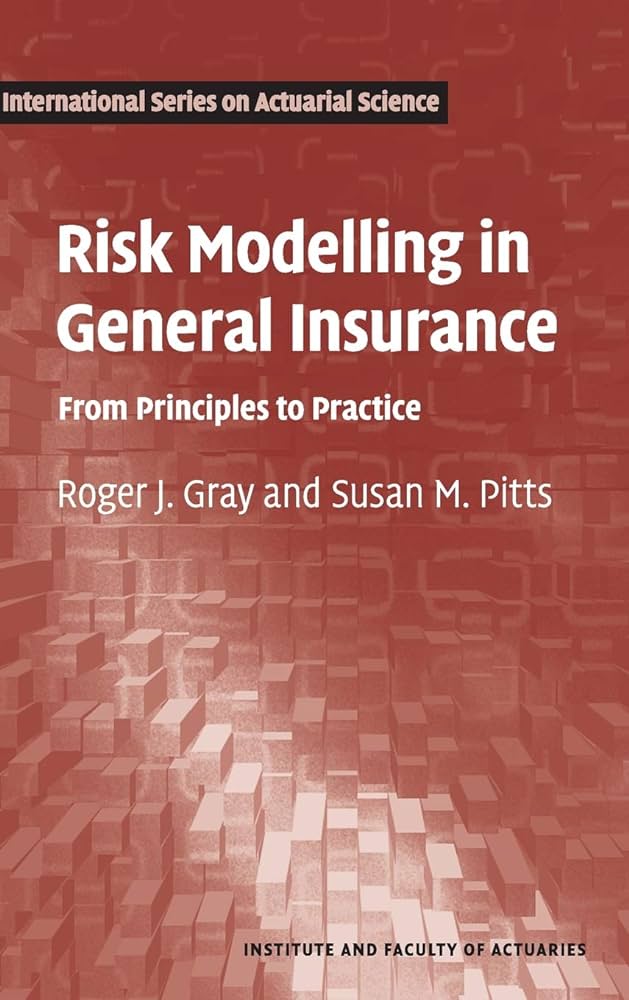 International Series on Actuarial Science
Risk Modelling in
General Insurance
From Principles to Practice
Roger J. Gray and Susan M. Pitts
INSTITUTE AND FACULTY OF ACTUARIES